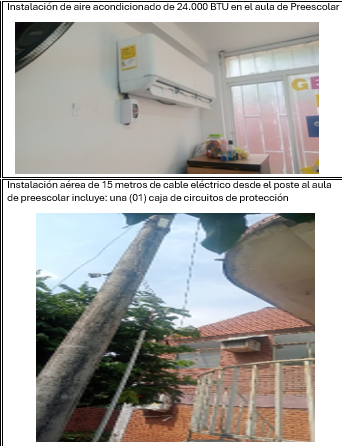 Instalación de aire acondicionado de 24.000 BTU en el aula de Preescolar
GE
Instalación aérea de 15 metros de cable eléctrico desde el poste al aula
de preescolar incluye: una (01) caja de circuitos de protección